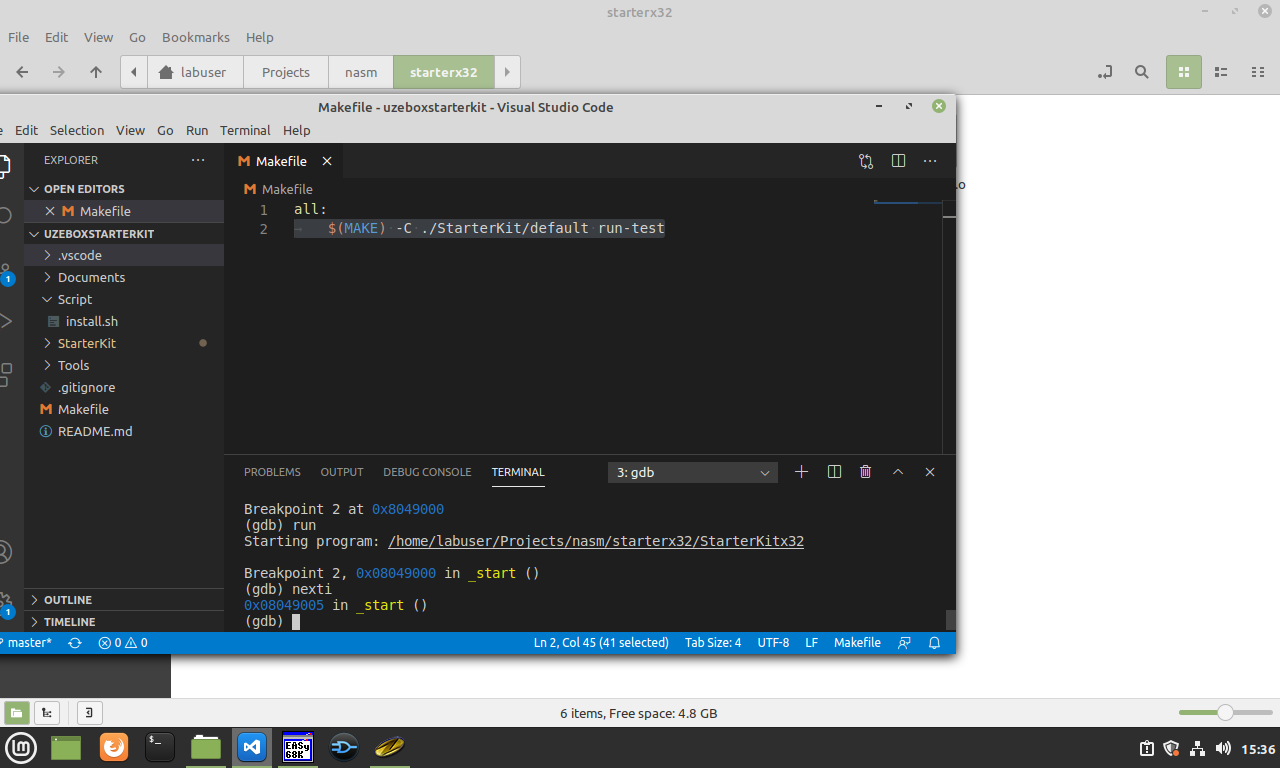 starterx32
File Edit View Go Bookmarks Help
labuser Projects nasm starterx32
Makefile - uzeboxstarterkit - Visual Studio Code
Edit Selection View Go Run Terminal Help
EXPLORER
Makefile
OPEN EDITORS
Makefile
UZEBOXSTARTERKIT
.vscode
Documents
Script
install.sh
StarterKit
Tools
.gitignore
Makefile
README.md
OUTLINE
TIMELINE
Makefile
1 all:
2 $(MAKE) -C ./StarterKit/default run-test
.o
1
1
PROBLEMS OUTPUT DEBUG CONSOLE TERMINAL 3: gdb
Breakpoint 2 at 0x8049000
(gdb) run
Starting program: /home/labuser/Projects/nasm/starterx32/StarterKitx32
Breakpoint 2, 0x08049000 in _start ()
(gdb) nexti
0x08049005 in _start ()
(gdb)
master* 0 0 Ln 2, Col 45 (41 selected) Tab Size: 4 UTF-8 LF Makefile
6 items, Free space: 4.8 GB
EASy
68K
15:36